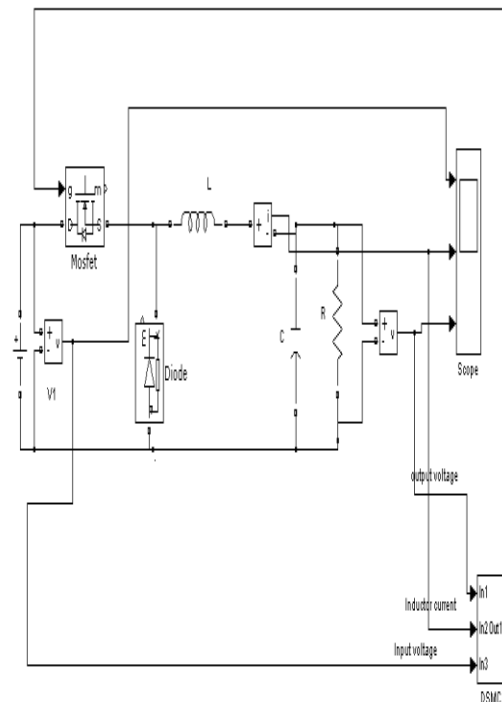 L
g m
D S
Mosfet
+
i
-
+
-
v
V1
+
m
Diode
C
R
+
-
v
Scope
output voltage
In1
Inductor current
In2 Out1
Input voltage
In3
DSMC